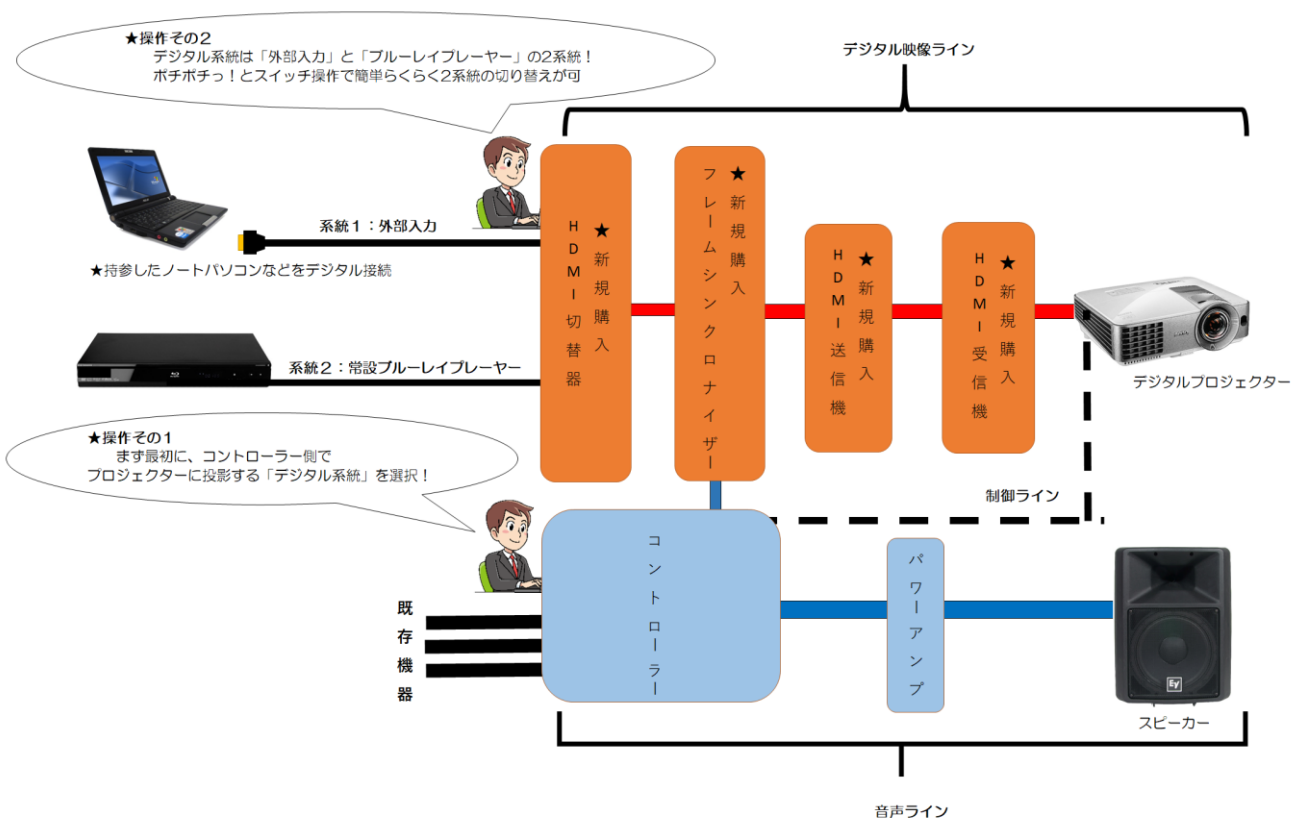 ★操作その2
デジタル系統は「外部入力」と「ブルーレイプレーヤー」の2系統!
ポチポチっ!とスイッチ操作で簡単らくらく2系統の切り替えが可
デジタル映像ライン
系統1:外部入力
★持参したノートパソコンなどをデジタル接続
系統2:常設ブルーレイプレーヤー
★新規購入
HDMI切替器
★新規購入
フレームシンクロナイザー
★新規購入
HDMI送信機
★新規購入
HDMI受信機
デジタルプロジェクター
★操作その1
まず最初に、コントローラー側で
プロジェクターに投影する「デジタル系統」を選択!
制御ライン
コントローラー
パワーアンプ
既存機器
EV
スピーカー
音声ライン